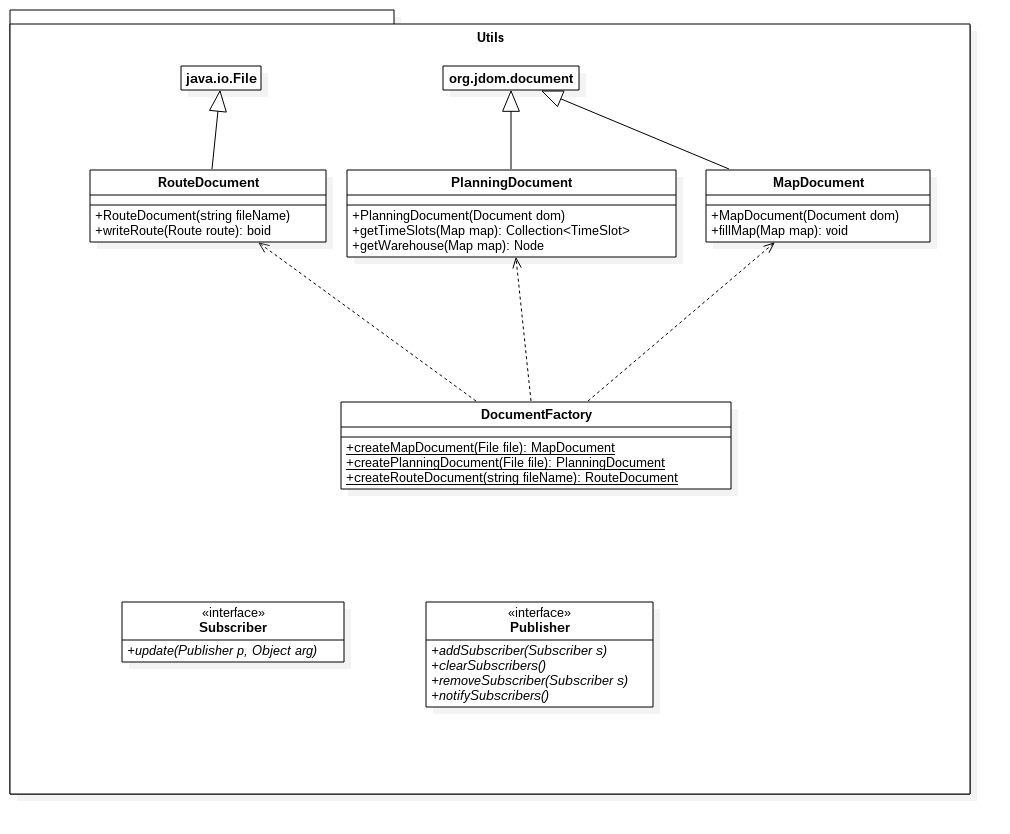 Utils
java.io.File
org.jdom.document
RouteDocument
+RouteDocument(string fileName)
+writeRoute(Route route): boid
PlanningDocument
+PlanningDocument(Document dom)
+getTimeSlots(Map map): Collection<TimeSlot>
+getWarehouse(Map map): Node
MapDocument
+MapDocument(Document dom)
+fillMap(Map map): void
DocumentFactory
+createMapDocument(File file): MapDocument
+createPlanningDocument(File file): PlanningDocument
+createRouteDocument(string fileName): RouteDocument
«interface»
Subscriber
+update(Publisher p, Object arg)
«interface»
Publisher
+addSubscriber(Subscriber s)
+clearSubscribers()
+removeSubscriber(Subscriber s)
+notifySubscribers()